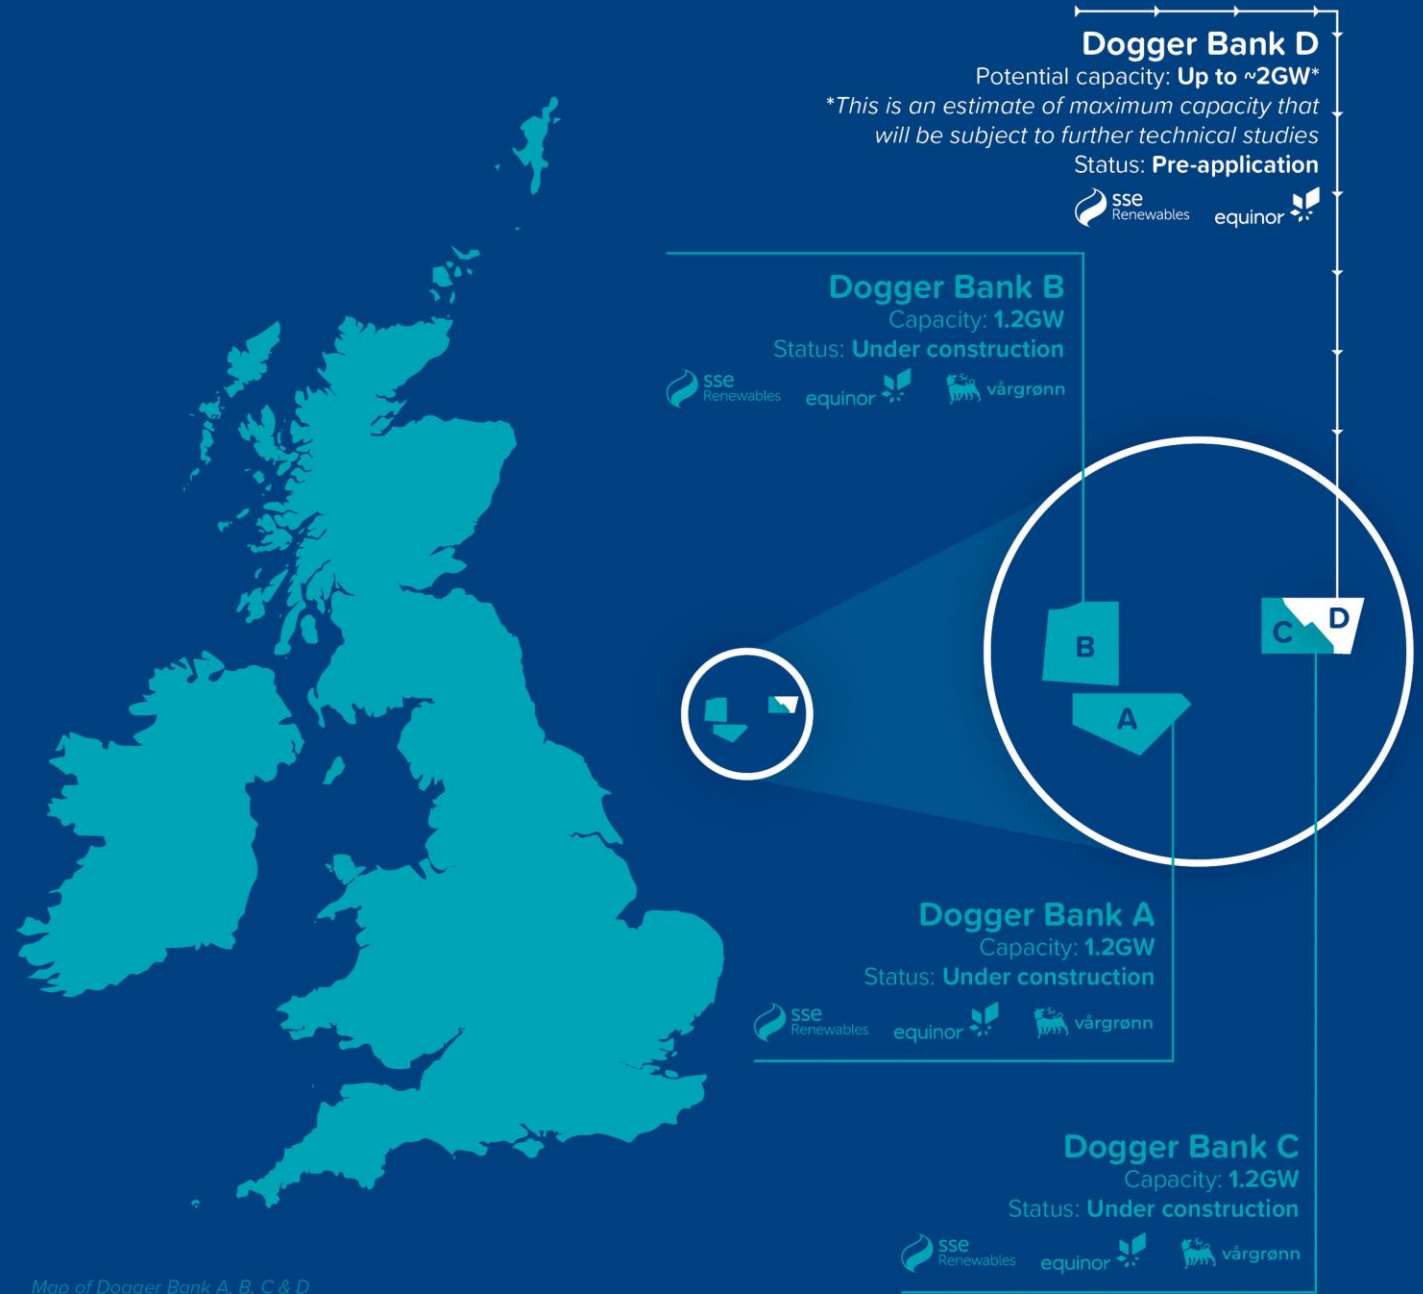 Dogger Bank D
Potential capacity: Up to ~2GW*
*This is an estimate of maximum capacity that
will be subject to further technical studies
Status: Pre-application
sse
Renewables
equinor
Dogger Bank B
Capacity: 1.2GW
Status: Under construction
sse
Renewables
equinor
vårgrønn
B
C
D
A
Dogger Bank A
Capacity: 1.2GW
Status: Under construction
sse
Renewables
equinor
vårgrønn
Dogger Bank C
Capacity: 1.2GW
Status: Under construction
sse
Renewables
equinor
vårgrønn
Map of Dogger Bank A, B, C & D